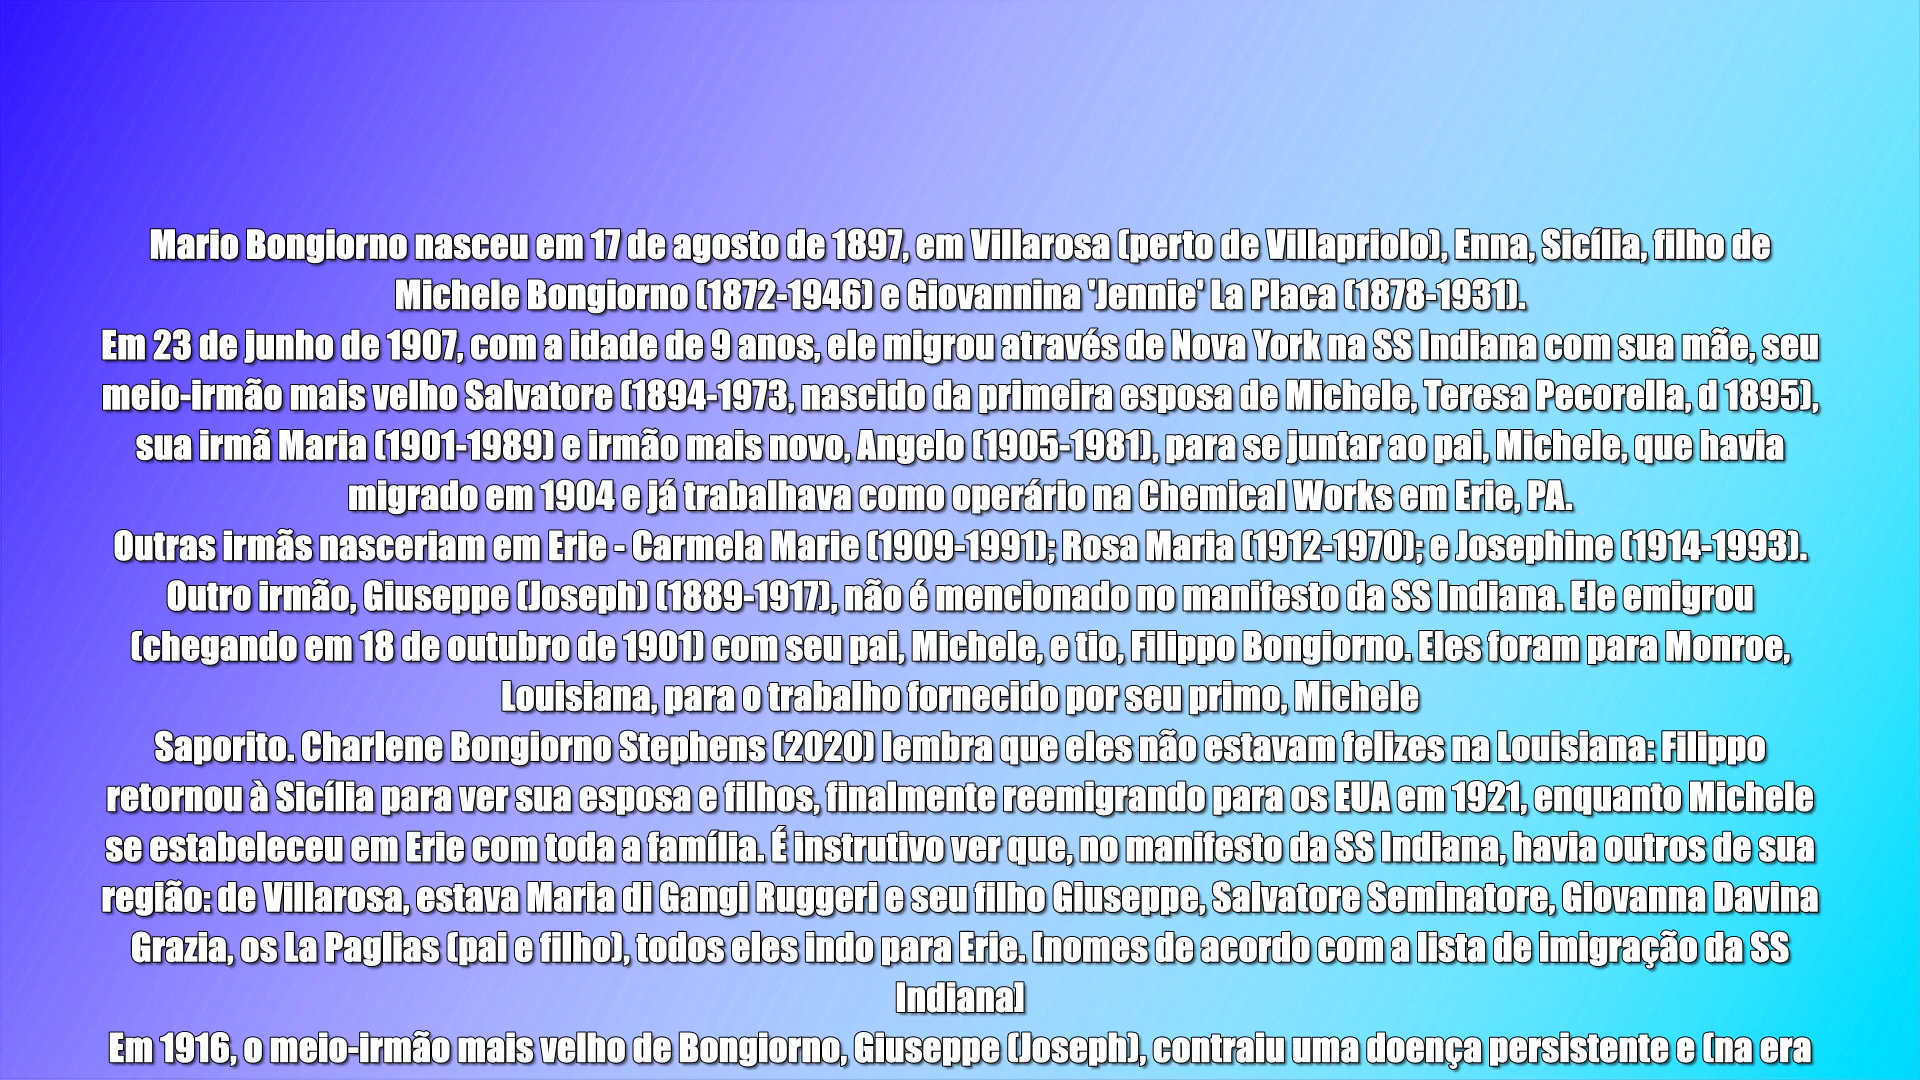 Mario Bongiorno nasceu em 17 de agosto de 1897, em Villarosa (perto de Villapriolo), Enna, Sicília, filho de
Michele Bongiorno (1872-1946) e Giovannina 'Jennie' La Placa (1878-1931).
Em 23 de junho de 1907, com a idade de 9 anos, ele migrou através de Nova York na SS Indiana com sua mãe, seu
meio-irmão mais velho Salvatore (1894-1973, nascido da primeira esposa de Michele, Teresa Pecorella, d 1895),
sua irmã Maria (1901-1989) e irmão mais novo, Angelo (1905-1981), para se juntar ao pai, Michele, que havia
migrado em 1904 e já trabalhava como operário na Chemical Works em Erie, PA.
Outras irmãs nasceriam em Erie - Carmela Marie (1909-1991); Rosa Maria (1912-1970); e Josephine (1914-1993).
Outro irmão, Giuseppe (Joseph) (1889-1917), não é mencionado no manifesto da SS Indiana. Ele emigrou
(chegando em 18 de outubro de 1901) com seu pai, Michele, e tio, Filippo Bongiorno. Eles foram para Monroe,
Louisiana, para o trabalho fornecido por seu primo, Michele
Saporito. Charlene Bongiorno Stephens (2020) lembra que eles não estavam felizes na Louisiana: Filippo
retornou à Sicília para ver sua esposa e filhos, finalmente reemigrando para os EUA em 1921, enquanto Michele
se estabeleceu em Erie com toda a família. É instrutivo ver que, no manifesto da SS Indiana, havia outros de sua
região: de Villarosa, estava Maria di Gangi Ruggeri e seu filho Giuseppe, Salvatore Seminatore, Giovanna Davina
Grazia, os La Paglias (pai e filho), todos eles indo para Erie. [nomes de acordo com a lista de imigração da SS
Indiana]
Em 1916, o meio-irmão mais velho de Bongiorno, Giuseppe (Joseph), contraiu uma doença persistente e (na era